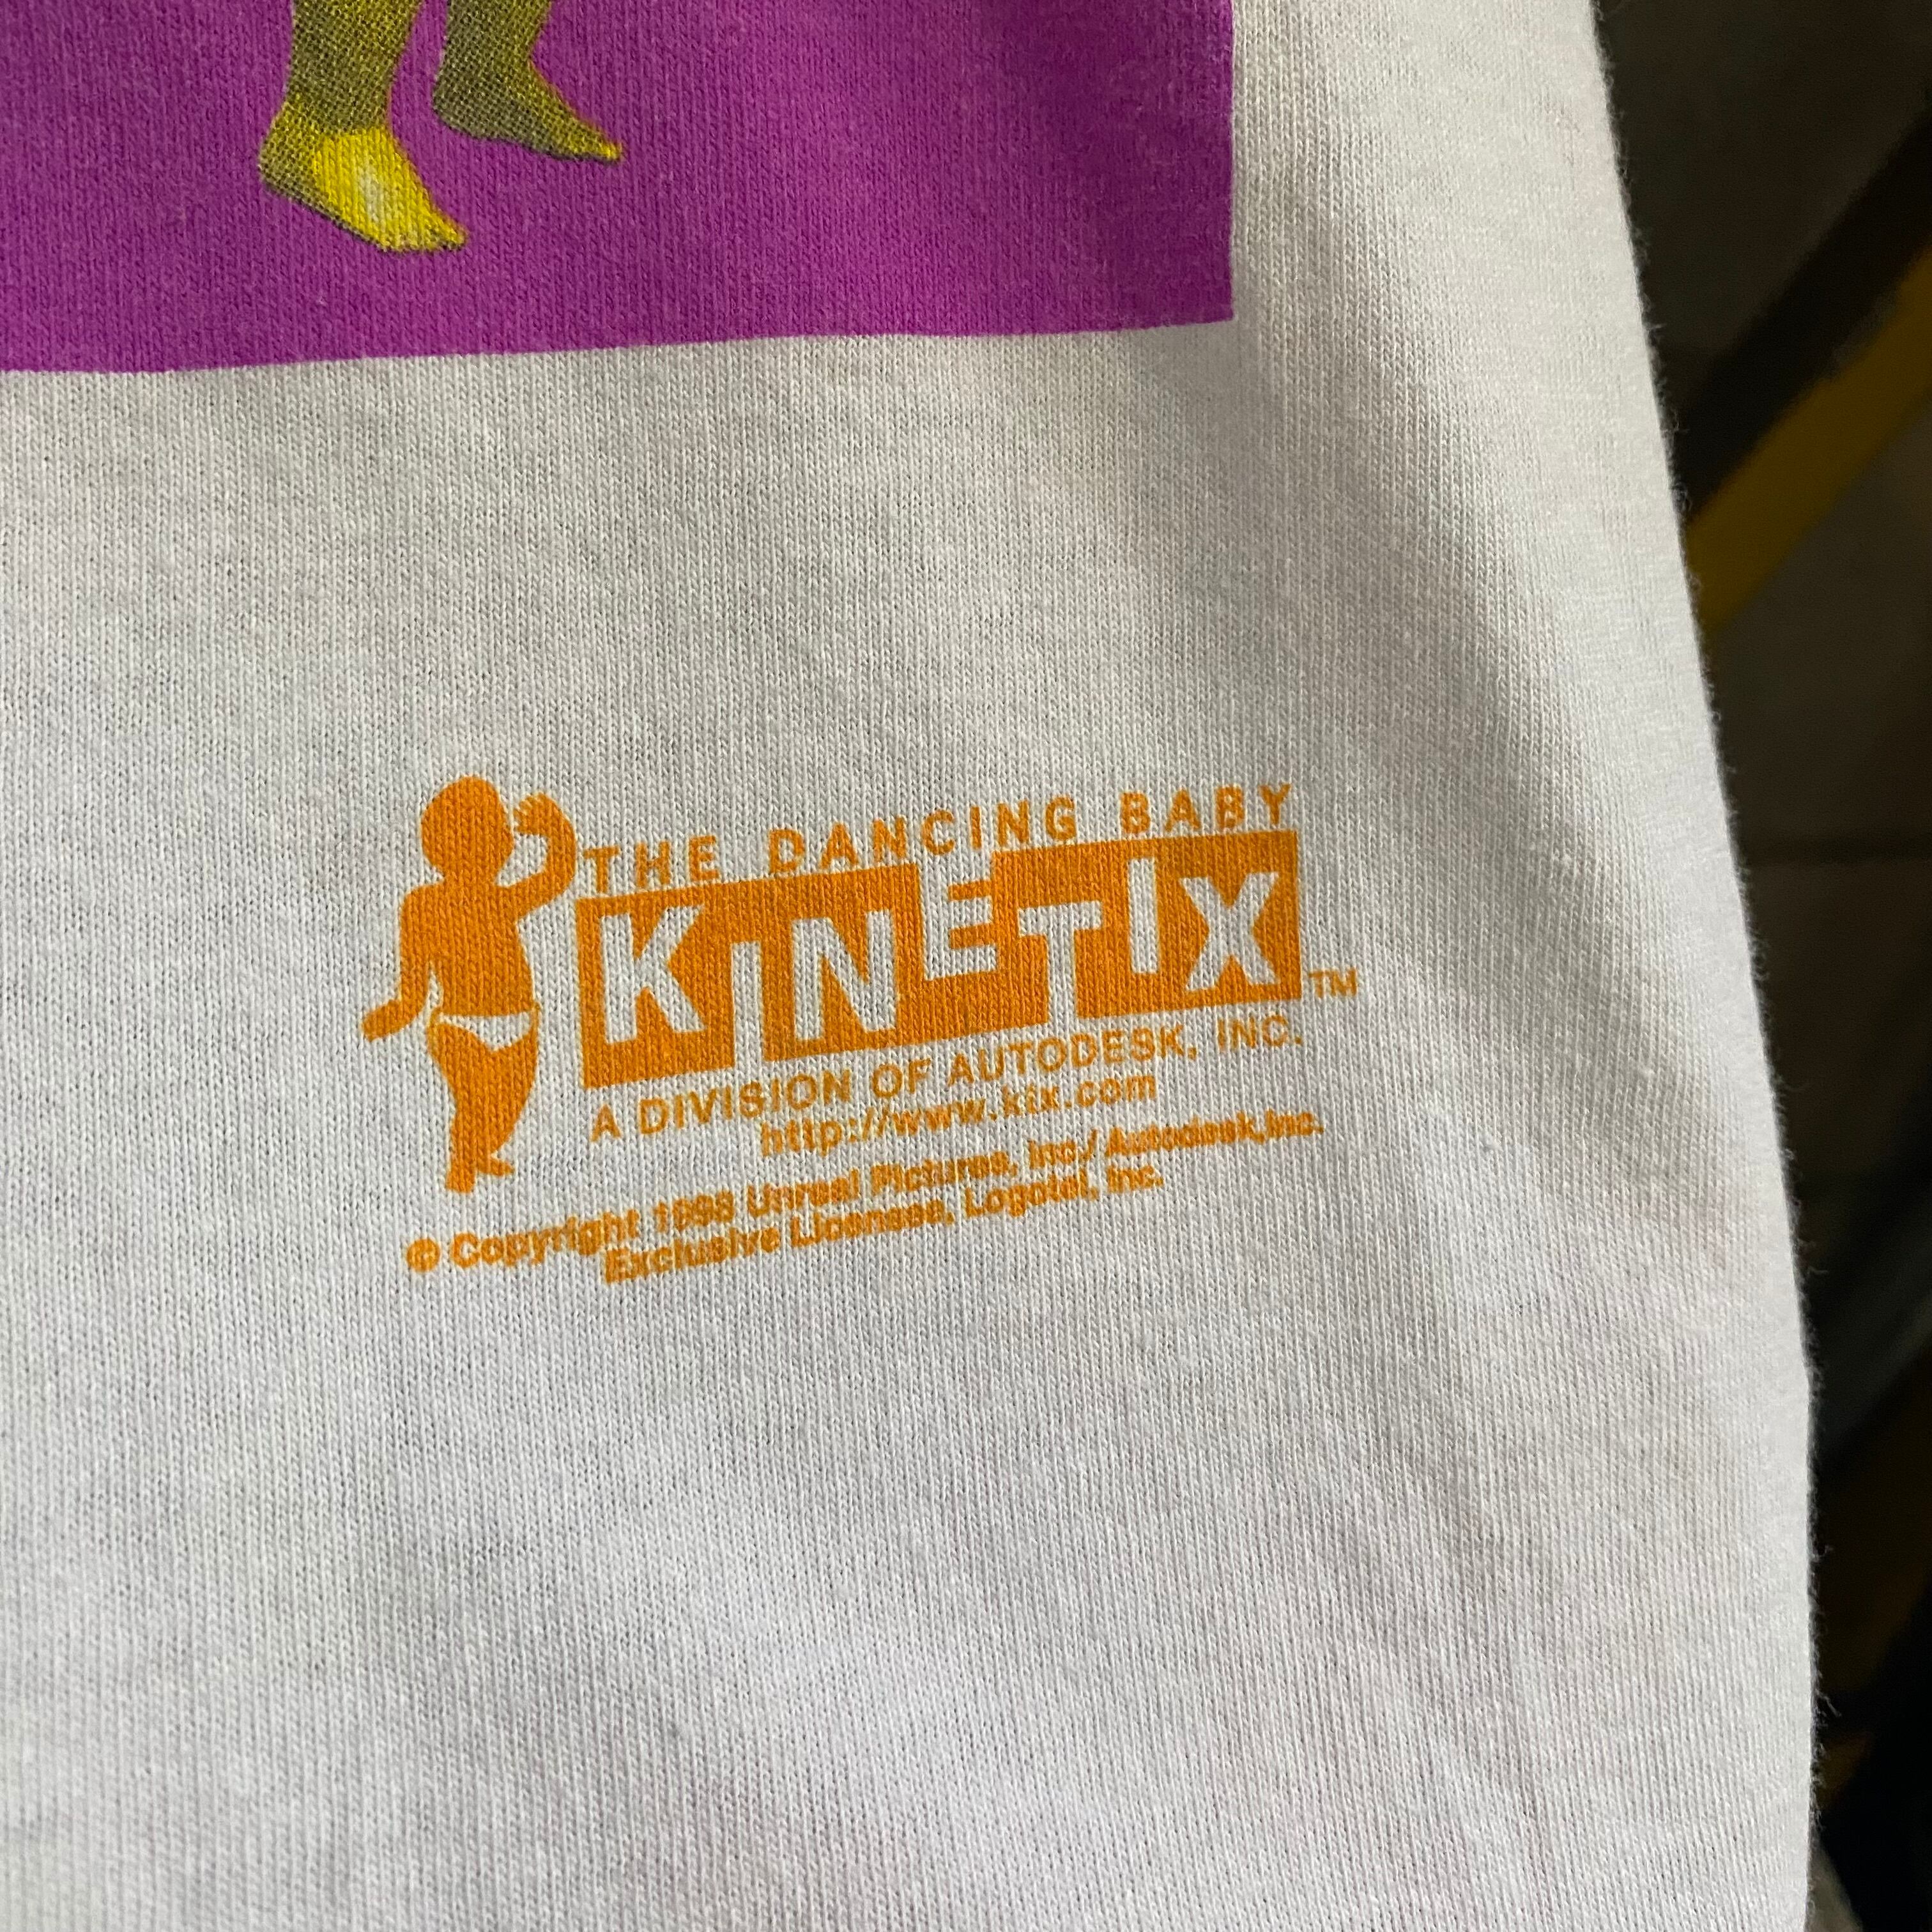 THE DANCING BABY
KINETIX TM
A DIVISION OF AUTODESK, INC.
http://www.ktx.com
© Copyright 1998 Unreal Pictures, Inc./ Autodesk,Inc.
Exclusive Licensee, Logotel, Inc.